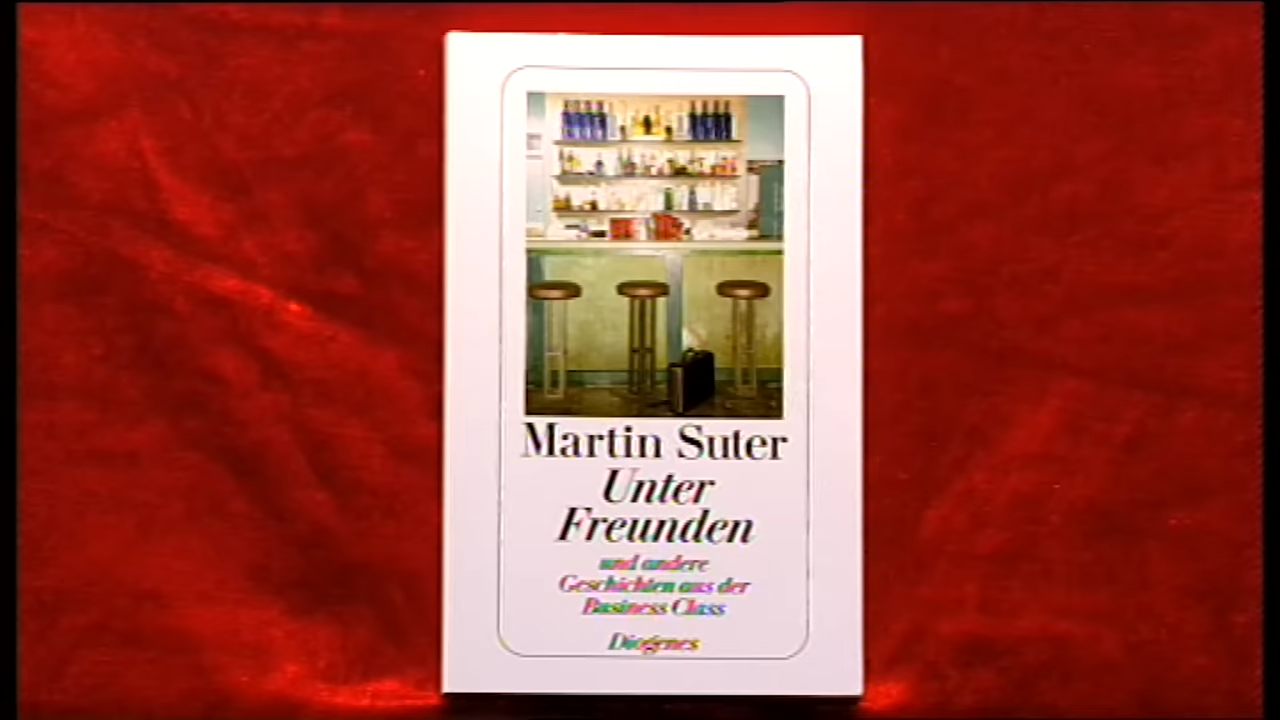 Martin Suter
Unter
Freunden
und andere
Geschichten aus der
Business Class
Diogenes